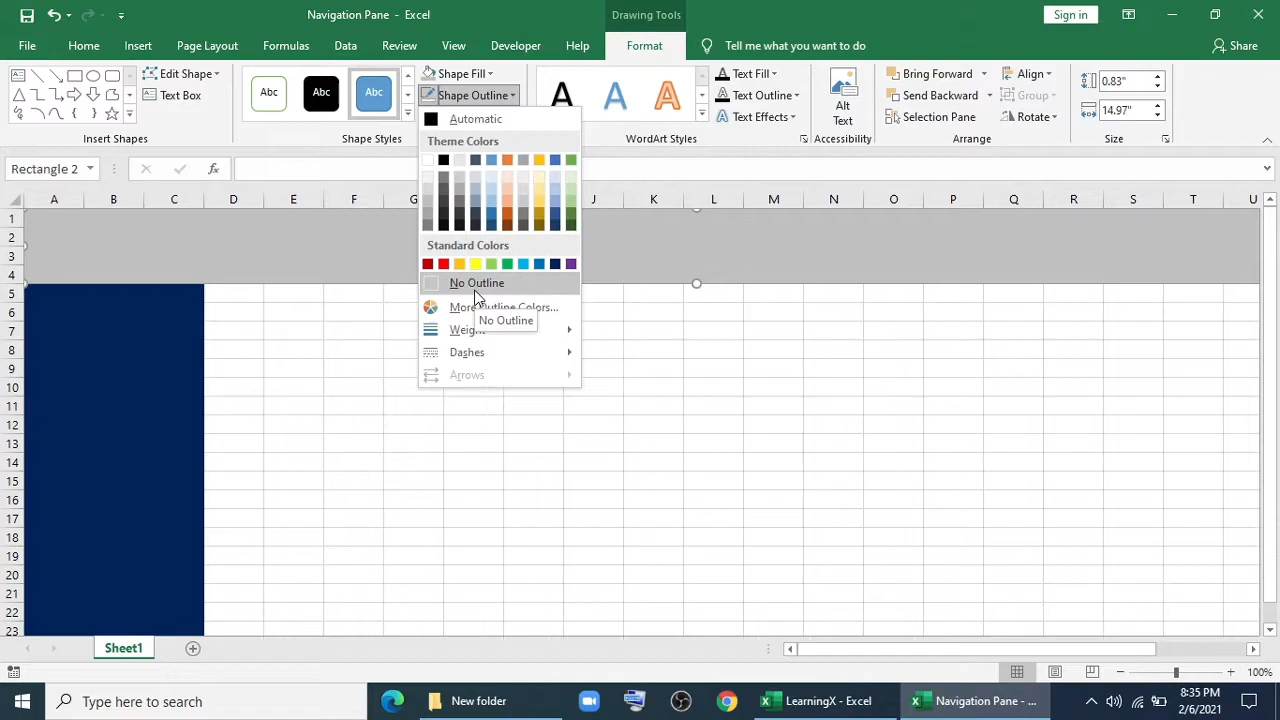 Navigation Pane - Excel
Drawing Tools
Sign in
File Home Insert Page Layout Formulas Data Review View Developer Help Format Tell me what you want to do Share
Edit Shape
Text Box
Insert Shapes
Abc Abc Abc
Shape Styles
Shape Fill
Shape Outline
A A A
WordArt Styles
Text Fill
Text Outline
Text Effects
Alt
Text
Accessibility
Bring Forward
Send Backward
Selection Pane
Align
Group
Rotate
Arrange
0.83"
14.97"
Size
Automatic
Theme Colors
Standard Colors
No Outline
More Outline Colors...
No Outline
Weight
Dashes
Arrows
Rectangle 2
fx
A B C D E F G J K L M N O P Q R S T U
1
2
3
4
5
6
7
8
9
10
11
12
13
14
15
16
17
18
19
20
21
22
23
Sheet1
100%
Type here to search
New folder
LearningX - Excel
Navigation Pane - ...
8:35 PM
2/6/2021